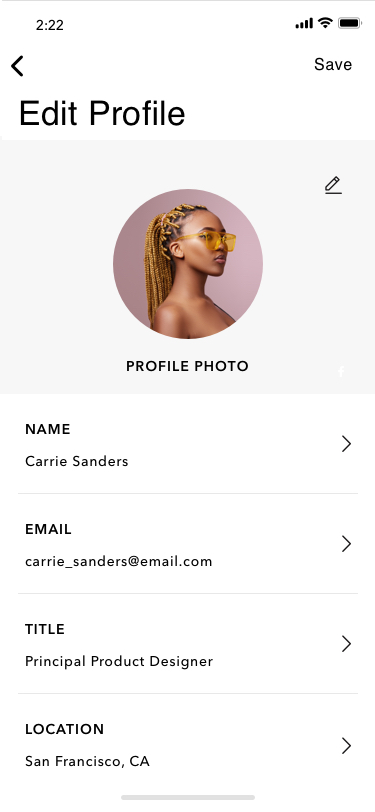 2:22
Save
Edit Profile
PROFILE PHOTO
NAME
Carrie Sanders
EMAIL
carrie_sanders@email.com
TITLE
Principal Product Designer
LOCATION
San Francisco, CA